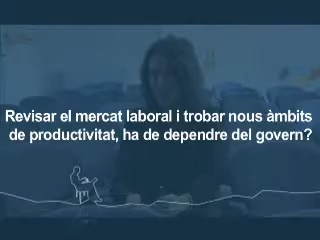 Revisar el mercat laboral i trobar nous àmbits
de productivitat, ha de dependre del govern?